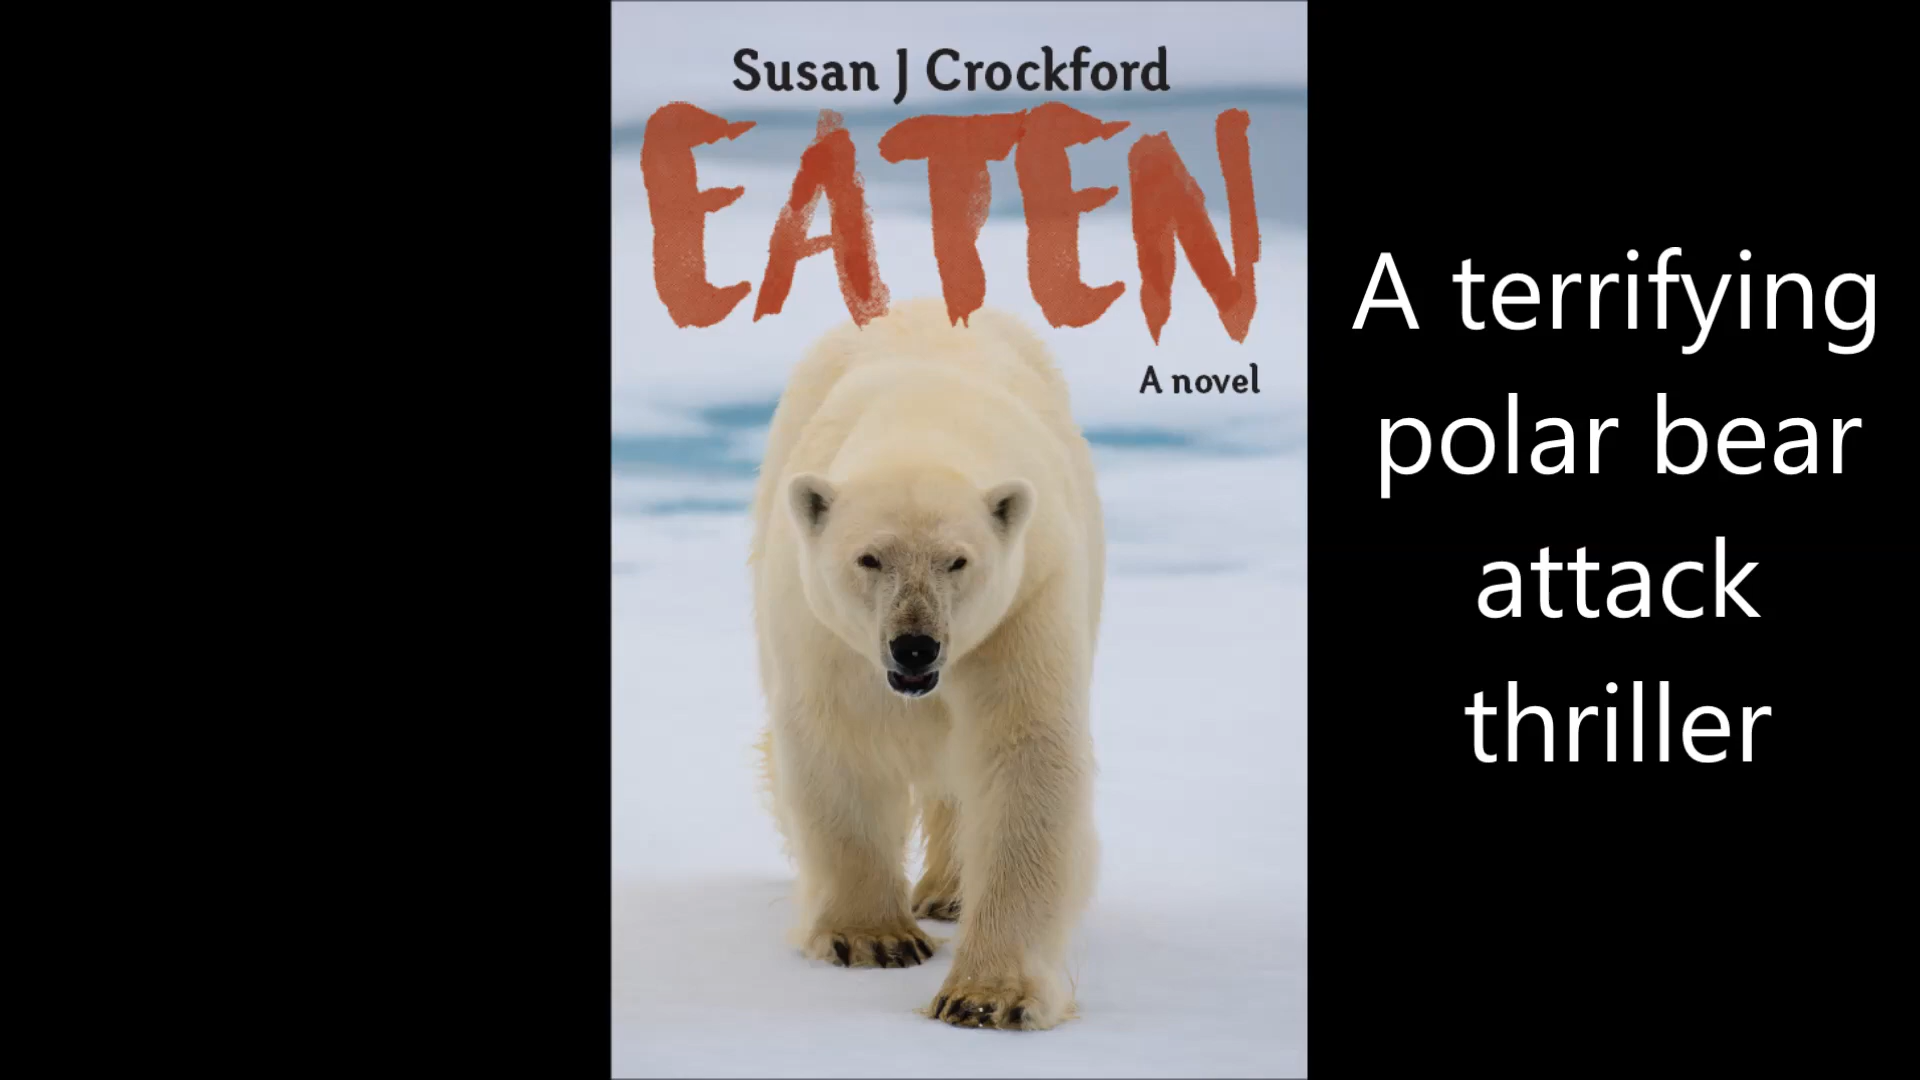 Susan J Crockford
EATEN
A novel
A terrifying
polar bear
attack
thriller